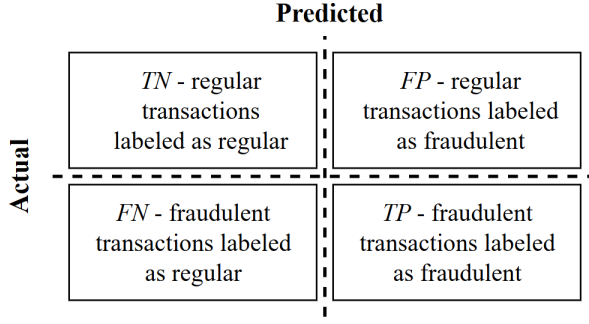 Predicted
Actual
TN - regular
transactions
labeled as regular
FP - regular
transactions labeled
as fraudulent
FN - fraudulent
transactions labeled
as regular
TP - fraudulent
transactions labeled
as fraudulent